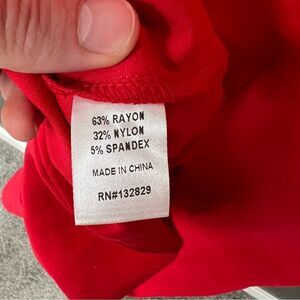 63% RAYON
32% NYLON
5% SPANDEX
MADE IN CHINA
RN#132829